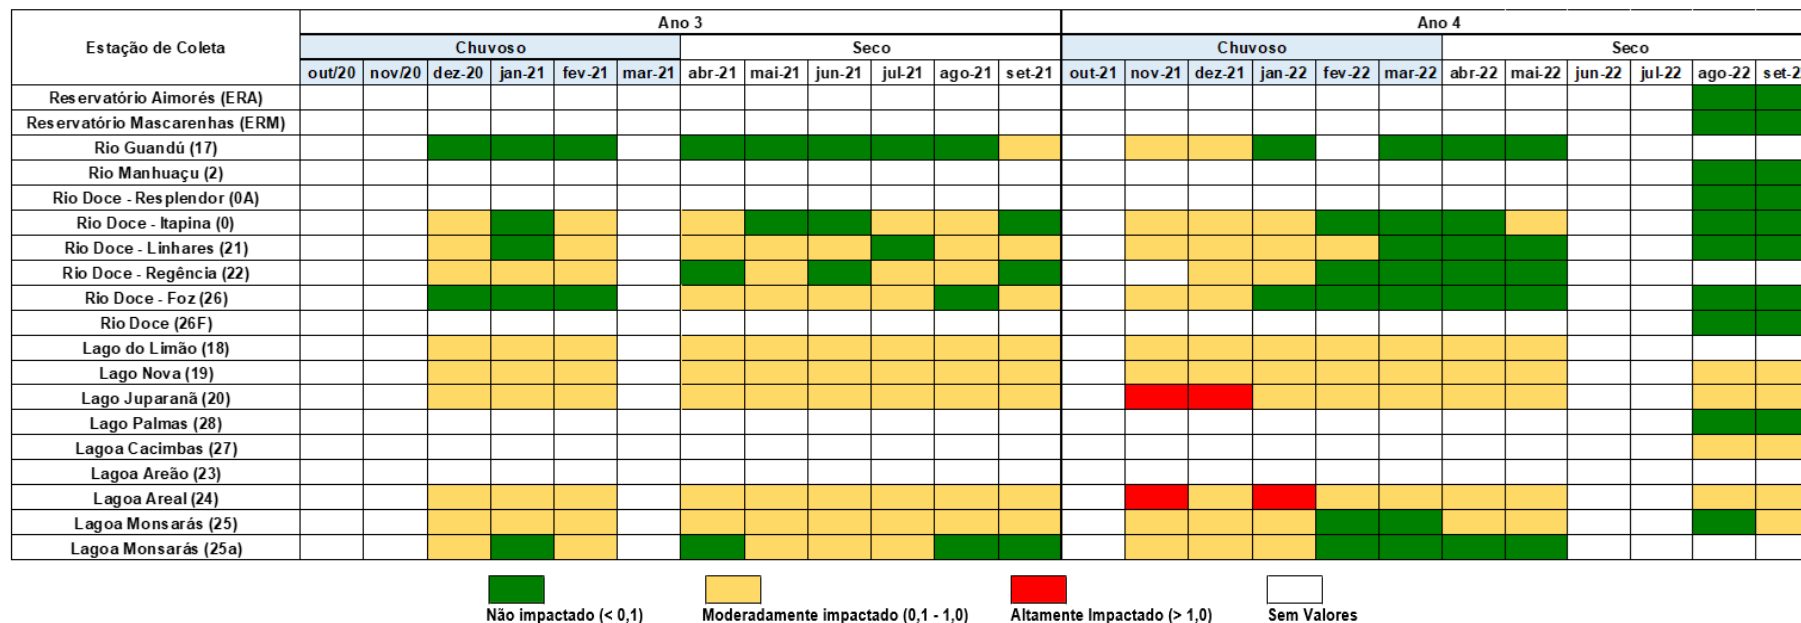 Ano 3 Ano 4
Estação de Coleta
Chuvoso Seco Chuvoso Seco
out/20 nov/20 dez-20 jan-21 fev-21 mar-21 abr-21 mai-21 jun-21 jul-21 ago-21 set-21 out-21 nov-21 dez-21 jan-22 fev-22 mar-22 abr-22 mai-22 jun-22 jul-22 ago-22 set-2
Reservatório Aimorés (ERA)
Reservatório Mascarenhas (ERM)
Rio Guandú (17)
Rio Manhuaçu (2)
Rio Doce - Resplendor (0A)
Rio Doce - Itapina (0)
Rio Doce - Linhares (21)
Rio Doce - Regência (22)
Rio Doce - Foz (26)
Rio Doce (26F)
Lago do Limão (18)
Lago Nova (19)
Lago Juparanã (20)
Lago Palmas (28)
Lagoa Cacimbas (27)
Lagoa Areão (23)
Lagoa Areal (24)
Lagoa Monsarás (25)
Lagoa Monsarás (25a)
Não impactado (< 0,1) Moderadamente impactado (0,1 - 1,0) Altamente Impactado (> 1,0) Sem Valores